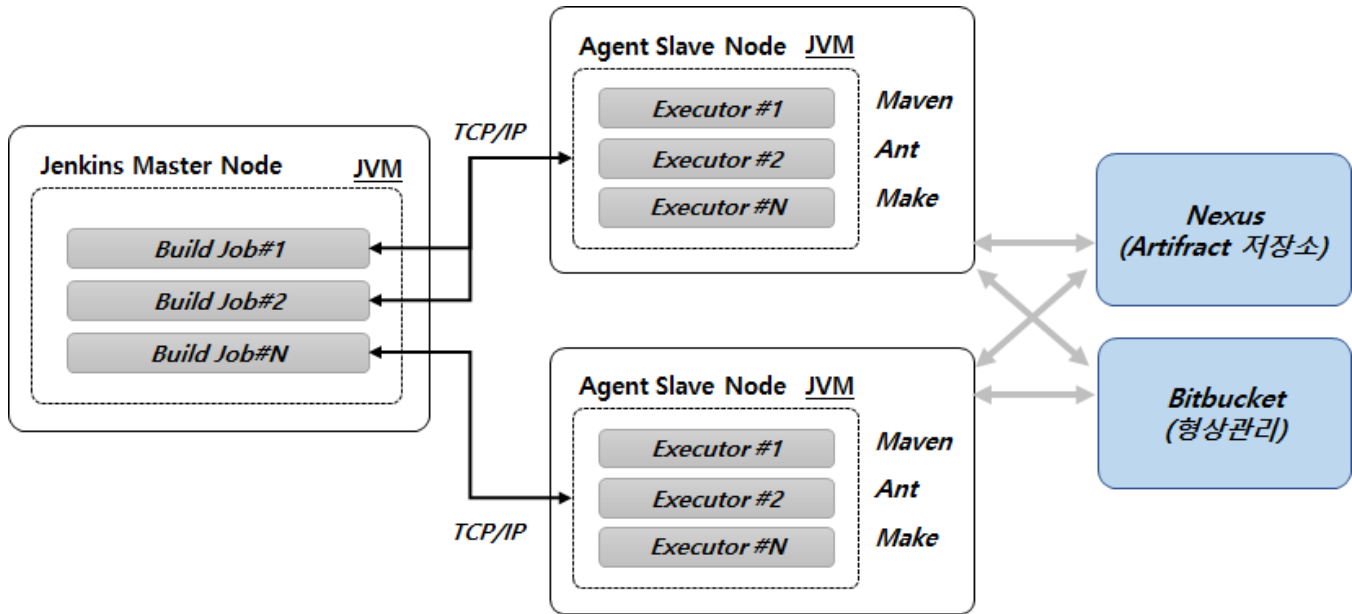 Jenkins Master Node JVM
Build Job#1
Build Job#2
Build Job#N
TCP/IP
Agent Slave Node JVM
Executor #1
Executor #2
Executor #N
Maven
Ant
Make
TCP/IP
Agent Slave Node JVM
Executor #1
Executor #2
Executor #N
Maven
Ant
Make
Nexus
(Artifract 저장소)
Bitbucket
(형상관리)